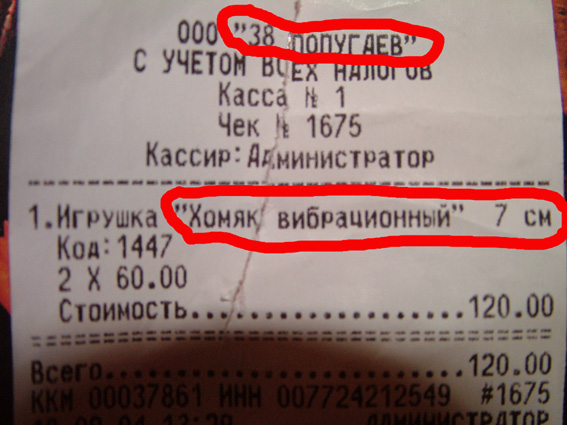 ООО "38 ПОПУГАЕВ"
С УЧЕТОМ ВСЕХ НАЛОГОВ
Касса № 1
Чек № 1675
Кассир: Администратор
1. Игрушка "Хомяк вибрационный" 7 см
Код: 1447
2 X 60.00
Стоимость....................120.00
Всего........................120.00
ККМ 00037861 ИНН 007724212549 #1675
АДМИНИСТРАТОР